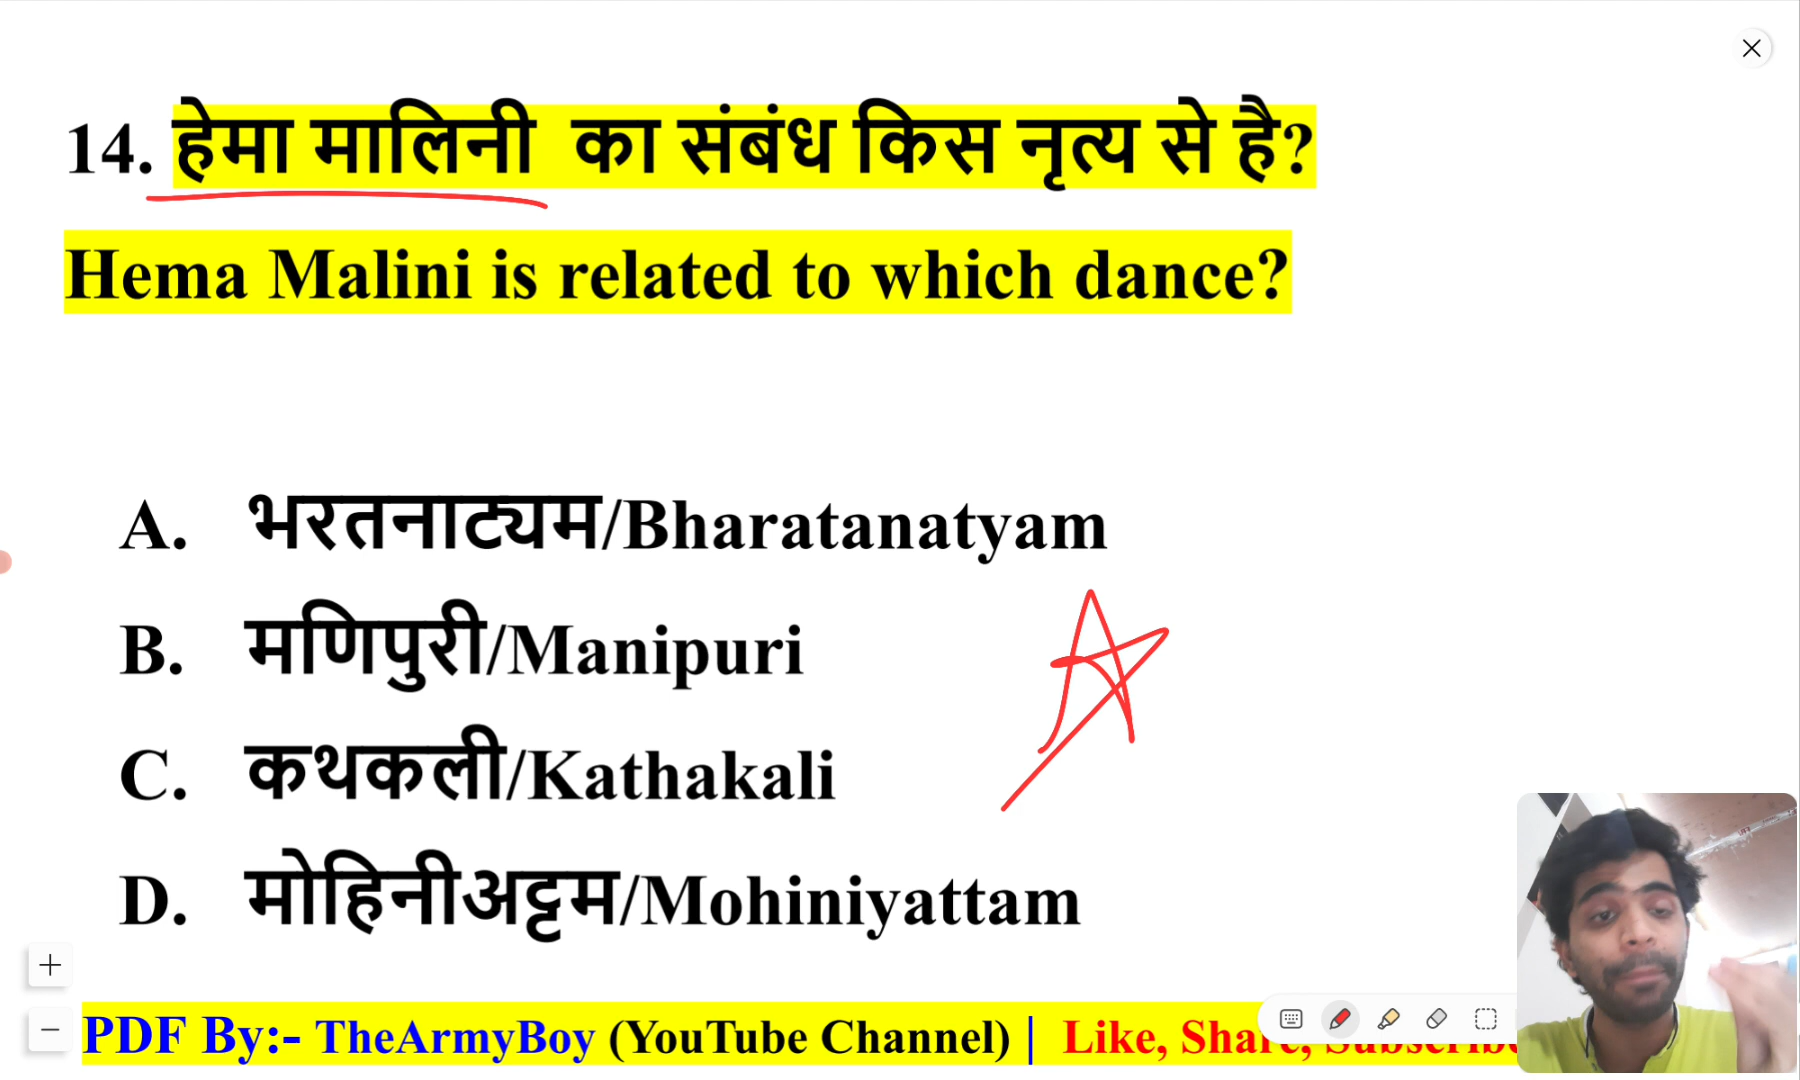 14. हेमा मालिनी का संबंध किस नृत्य से है?
Hema Malini is related to which dance?
A. भरतनाट्यम/Bharatanatyam
A
B. मणिपुरी/Manipuri
C. कथकली/Kathakali
D. मोहिनीअट्टम/Mohiniyattam
PDF By:- TheArmyBoy (YouTube Channel) | Like, Share, Subscribe